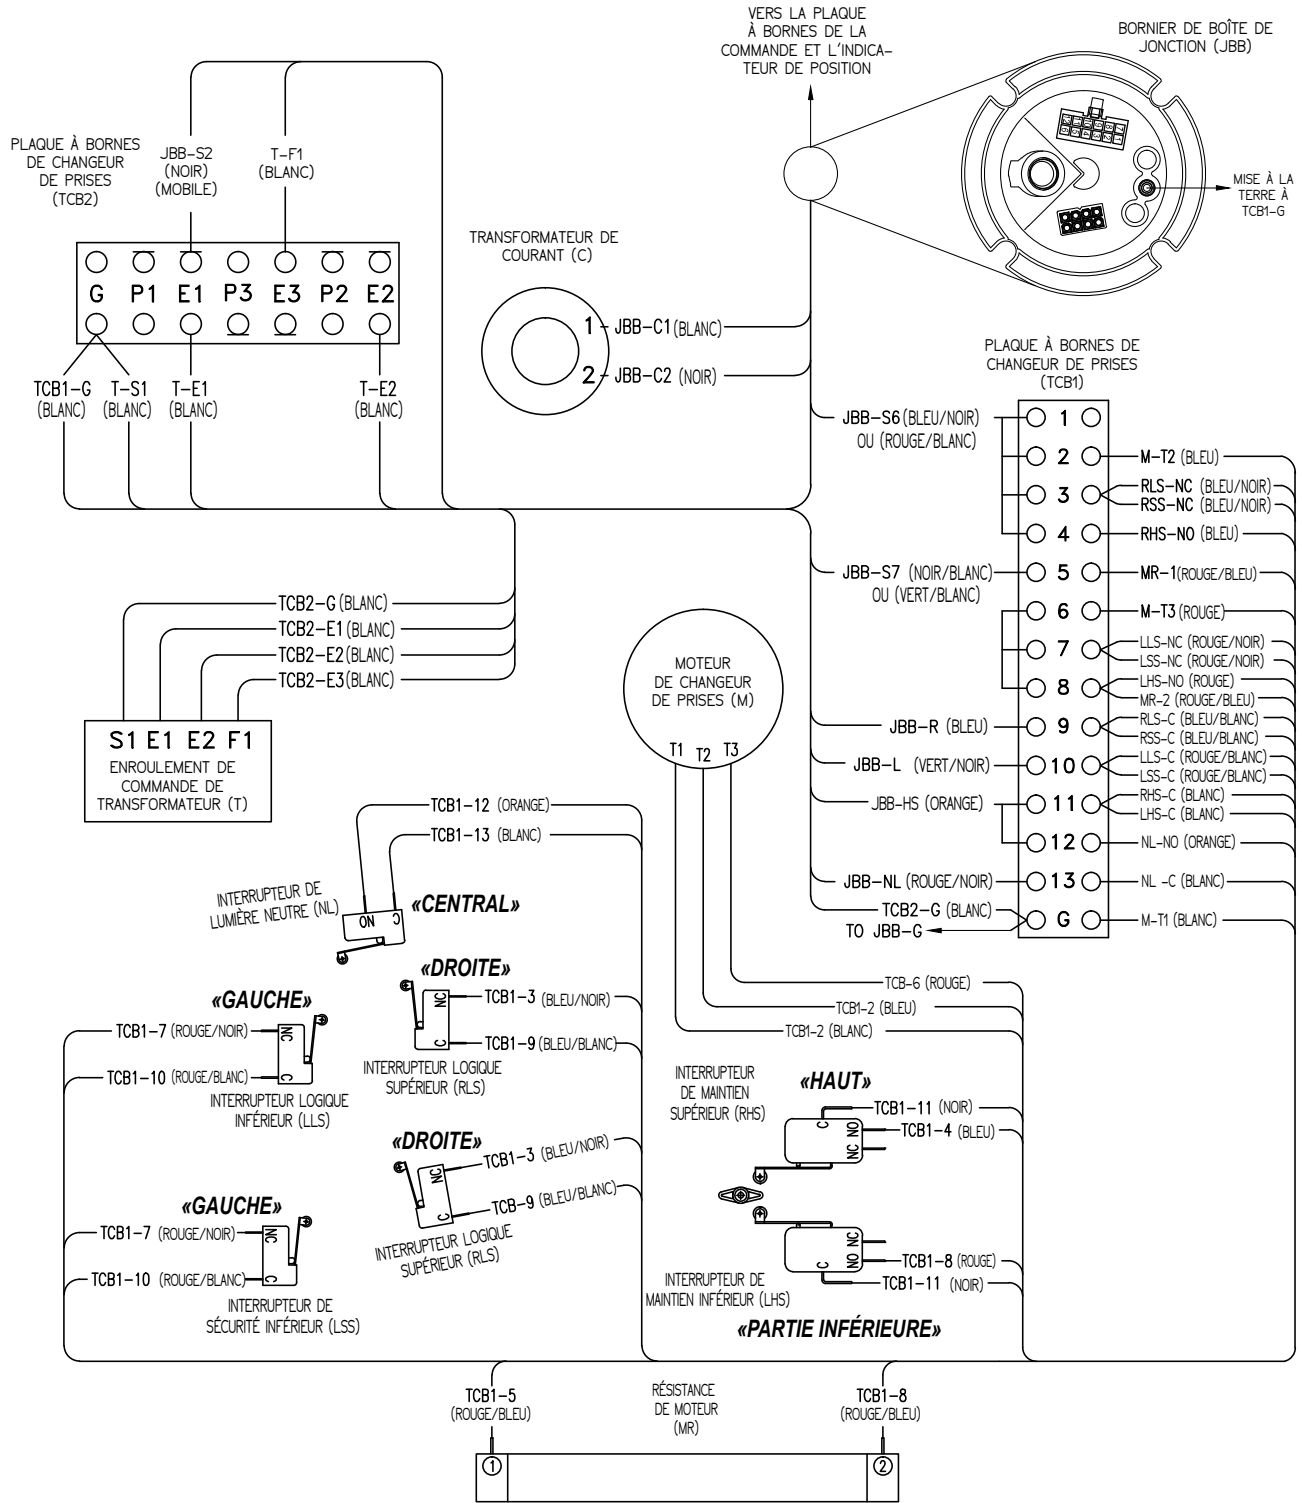 VERS LA PLAQUE
À BORNES DE LA
COMMANDE ET L'INDICA-
TEUR DE POSITION
BORNIER DE BOÎTE DE
JONCTION (JBB)
MISE À LA
TERRE À
TCB1-G
PLAQUE À BORNES
DE CHANGEUR
DE PRISES
(TCB2)
JBB-S2
(NOIR)
(MOBILE)
T-F1
(BLANC)
G P1 E1 P3 E3 P2 E2
TCB1-G
(BLANC)
T-S1
(BLANC)
T-E1
(BLANC)
T-E2
(BLANC)
TRANSFORMATEUR DE
COURANT (C)
1 JBB-C1 (BLANC)
2 JBB-C2 (NOIR)
PLAQUE À BORNES DE
CHANGEUR DE PRISES
(TCB1)
JBB-S6 (BLEU/NOIR)
OU (ROUGE/BLANC)
JBB-S7 (NOIR/BLANC)
OU (VERT/BLANC)
JBB-R (BLEU)
JBB-L (VERT/NOIR)
JBB-HS (ORANGE)
JBB-NL (ROUGE/NOIR)
TCB2-G (BLANC)
TO JBB-G
1
2
3
4
5
6
7
8
9
10
11
12
13
G
M-T2 (BLEU)
RLS-NC (BLEU/NOIR)
RSS-NC (BLEU/NOIR)
RHS-NO (BLEU)
MR-1 (ROUGE/BLEU)
M-T3 (ROUGE)
LLS-NC (ROUGE/NOIR)
LSS-NC (ROUGE/NOIR)
LHS-NO (ROUGE)
MR-2 (ROUGE/BLEU)
RLS-C (BLEU/BLANC)
RSS-C (BLEU/BLANC)
LLS-C (ROUGE/BLANC)
LSS-C (ROUGE/BLANC)
RHS-C (BLANC)
LHS-C (BLANC)
NL-NO (ORANGE)
NL -C (BLANC)
M-T1 (BLANC)
TCB2-G (BLANC)
TCB2-E1 (BLANC)
TCB2-E2 (BLANC)
TCB2-E3 (BLANC)
S1 E1 E2 F1
ENROULEMENT DE
COMMANDE DE
TRANSFORMATEUR (T)
MOTEUR
DE CHANGEUR
DE PRISES (M)
T1 T2 T3
TCB-6 (ROUGE)
TCB1-2 (BLEU)
TCB1-2 (BLANC)
TCB1-12 (ORANGE)
TCB1-13 (BLANC)
INTERRUPTEUR DE
LUMIÈRE NEUTRE (NL)
NO C
«CENTRAL»
«DROITE»
NC
C
TCB1-3 (BLEU/NOIR)
TCB1-9 (BLEU/BLANC)
INTERRUPTEUR LOGIQUE
SUPÉRIEUR (RLS)
«GAUCHE»
TCB1-7 (ROUGE/NOIR)
TCB1-10 (ROUGE/BLANC)
NC
C
INTERRUPTEUR LOGIQUE
INFÉRIEUR (LLS)
«DROITE»
NC
C
TCB1-3 (BLEU/NOIR)
TCB-9 (BLEU/BLANC)
INTERRUPTEUR LOGIQUE
SUPÉRIEUR (RLS)
«GAUCHE»
TCB1-7 (ROUGE/NOIR)
TCB1-10 (ROUGE/BLANC)
NC
C
INTERRUPTEUR DE
SÉCURITÉ INFÉRIEUR (LSS)
INTERRUPTEUR
DE MAINTIEN
SUPÉRIEUR (RHS)
«HAUT»
C
NC NO
TCB1-11 (NOIR)
TCB1-4 (BLEU)
C
NO NC
TCB1-8 (ROUGE)
TCB1-11 (NOIR)
INTERRUPTEUR DE
MAINTIEN INFÉRIEUR (LHS)
«PARTIE INFÉRIEURE»
TCB1-5
(ROUGE/BLEU)
RÉSISTANCE
DE MOTEUR
(MR)
TCB1-8
(ROUGE/BLEU)
1
2